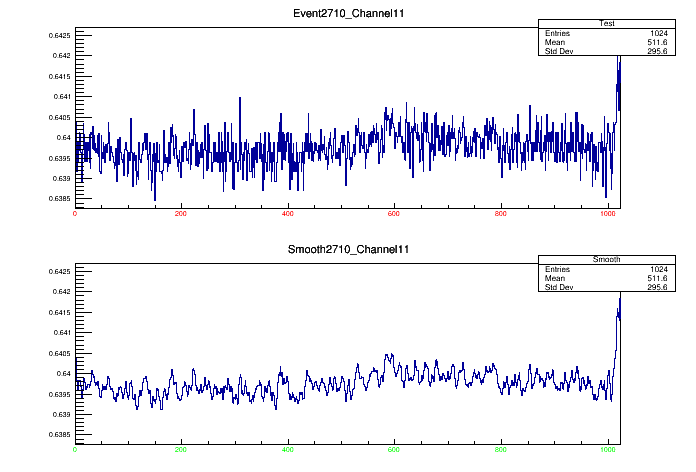 Event2710_Channel11
Test
Entries 1024
Mean 511.6
Std Dev 295.6
0.6425
0.642
0.6415
0.641
0.6405
0.64
0.6395
0.639
0.6385
0 200 400 600 800 1000
Smooth2710_Channel11
Smooth
Entries 1024
Mean 511.6
Std Dev 295.6
0.6425
0.642
0.6415
0.641
0.6405
0.64
0.6395
0.639
0.6385
0 200 400 600 800 1000